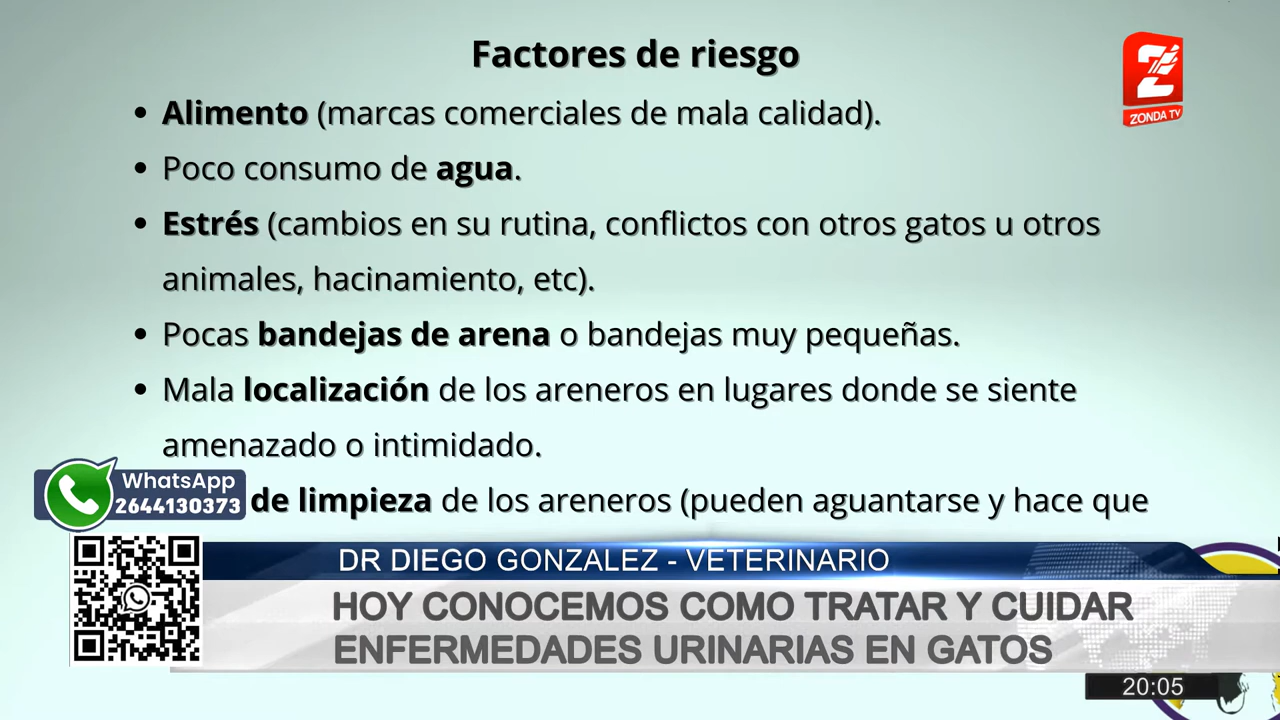 Factores de riesgo
ZONDA TV
• Alimento (marcas comerciales de mala calidad).
• Poco consumo de agua.
• Estrés (cambios en su rutina, conflictos con otros gatos u otros
animales, hacinamiento, etc).
• Pocas bandejas de arena o bandejas muy pequeñas.
• Mala localización de los areneros en lugares donde se siente
amenazado o intimidado.
de limpieza de los areneros (pueden aguantarse y hace que
WhatsApp
2644130373
DR DIEGO GONZALEZ - VETERINARIO
HOY CONOCEMOS COMO TRATAR Y CUIDAR
ENFERMEDADES URINARIAS EN GATOS
20:05